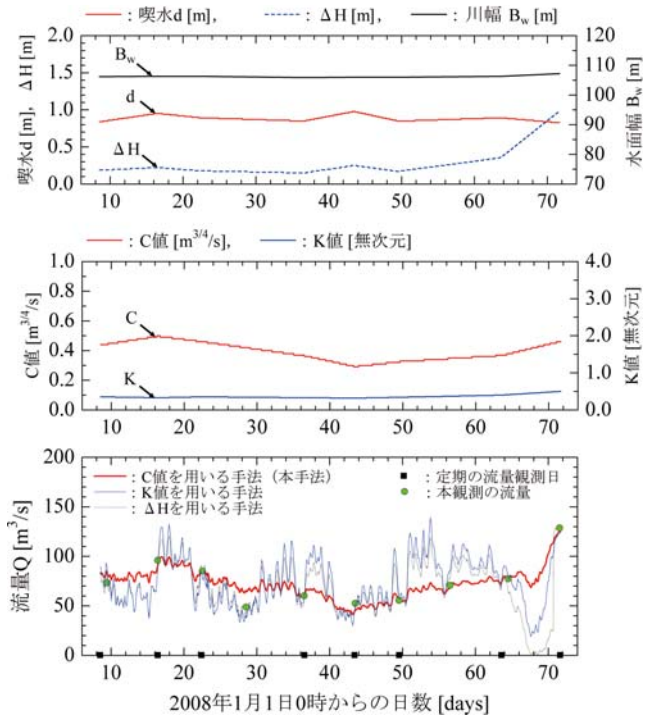 : 喫水d [m], : ΔH [m], : 川幅 Bw [m]
喫水d [m], ΔH [m]
2.0
1.5
1.0
0.5
0.0
Bw
d
ΔH
120
110
100
90
80
70
水面幅 Bw [m]
10 20 30 40 50 60 70
: C値 [m3/4/s], : K値 [無次元]
C値 [m3/4/s]
1.0
0.8
0.6
0.4
0.2
0.0
C
K
4.0
3.0
2.0
1.0
0.0
K値 [無次元]
10 20 30 40 50 60 70
流量Q [m3/s]
200
150
100
50
0
: C値を用いる手法（本手法）
: K値を用いる手法
: ΔHを用いる手法
: 定期の流量観測日
: 本観測の流量
10 20 30 40 50 60 70
2008年1月1日0時からの日数 [days]